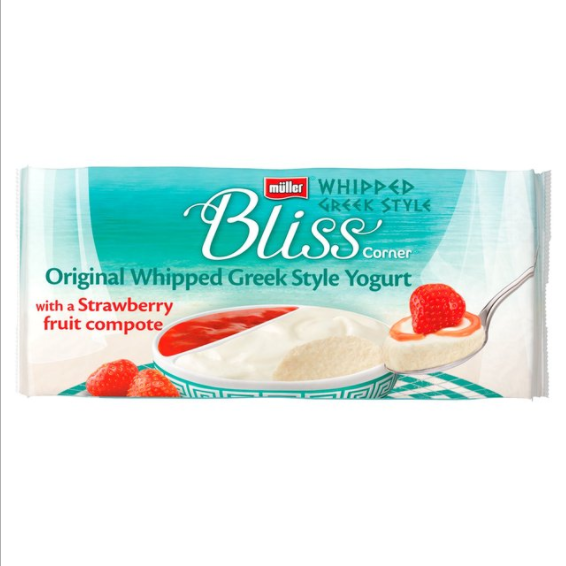 müller
WHIPPED
GREEK STYLE
Bliss
Corner
Original Whipped Greek Style Yogurt
with a Strawberry
fruit compote